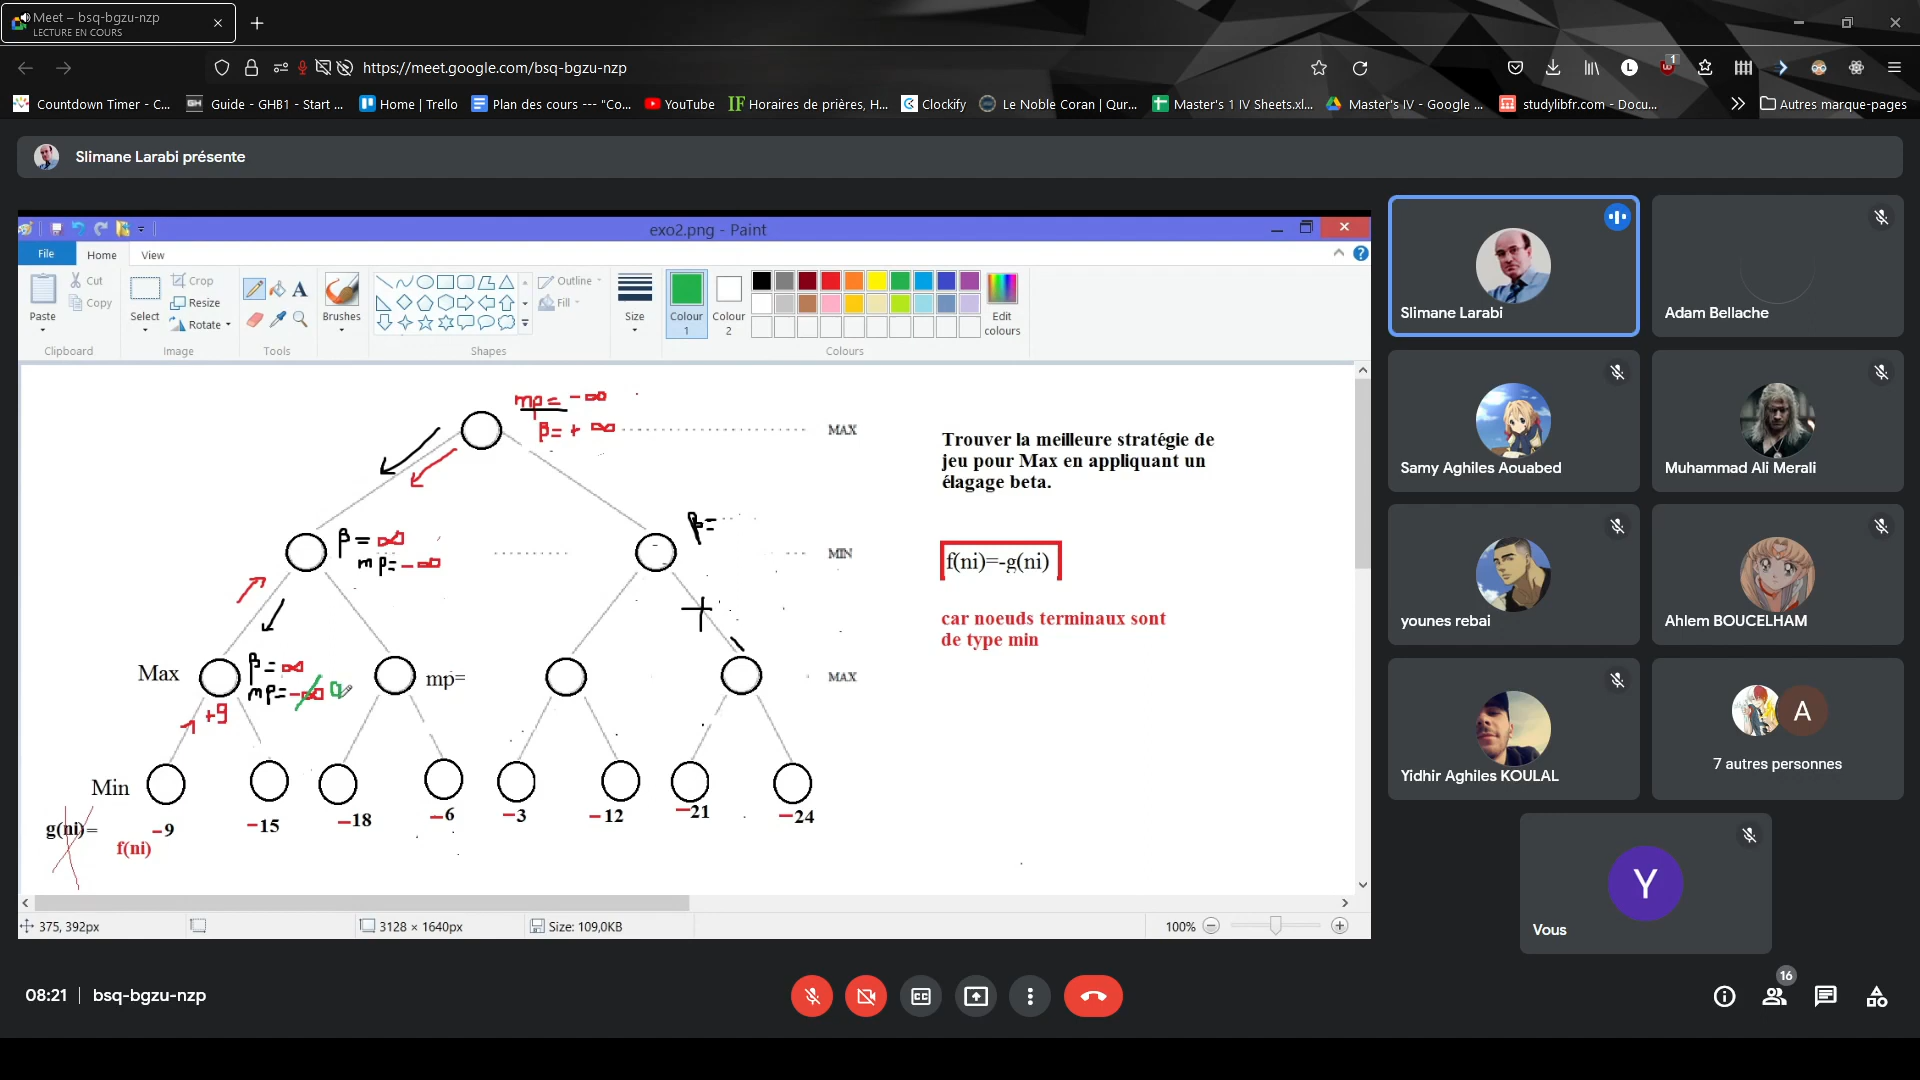 Meet – bsq-bgzu-nzp
LECTURE EN COURS
https://meet.google.com/bsq-bgzu-nzp
L
1
Countdown Timer - C...
GH
Guide - GHB1 - Start ...
Home | Trello
Plan des cours --- "Co...
YouTube
IF
Horaires de prières, H...
Clockify
Le Noble Coran | Qur...
Master's 1 IV Sheets.xl...
Master's IV - Google ...
studylibfr.com - Docu...
Autres marque-pages
Slimane Larabi présente
exo2.png - Paint
File
Home
View
Paste
Cut
Copy
Clipboard
Select
Crop
Resize
Rotate
Image
A
Tools
Brushes
Shapes
Outline
Fill
Size
Colour 1
Colour 2
Edit colours
Colours
mp= -∞
β= + ∞
MAX
Trouver la meilleure stratégie de
jeu pour Max en appliquant un
élagage beta.
β= ∞
mp= -∞
β=
MIN
f(ni)=-g(ni)
car noeuds terminaux sont
de type min
Max
β= ∞
mp= -∞
mp=
MAX
+9
Min
g(ni)=
-9
-15
-18
-6
-3
-12
-21
-24
f(ni)
375, 392px
3128 × 1640px
Size: 109,0KB
100%
Slimane Larabi
Adam Bellache
Samy Aghiles Aouabed
Muhammad Ali Merali
younes rebai
Ahlem BOUCELHAM
Yidhir Aghiles KOULAL
A
7 autres personnes
Y
Vous
08:21 | bsq-bgzu-nzp
16